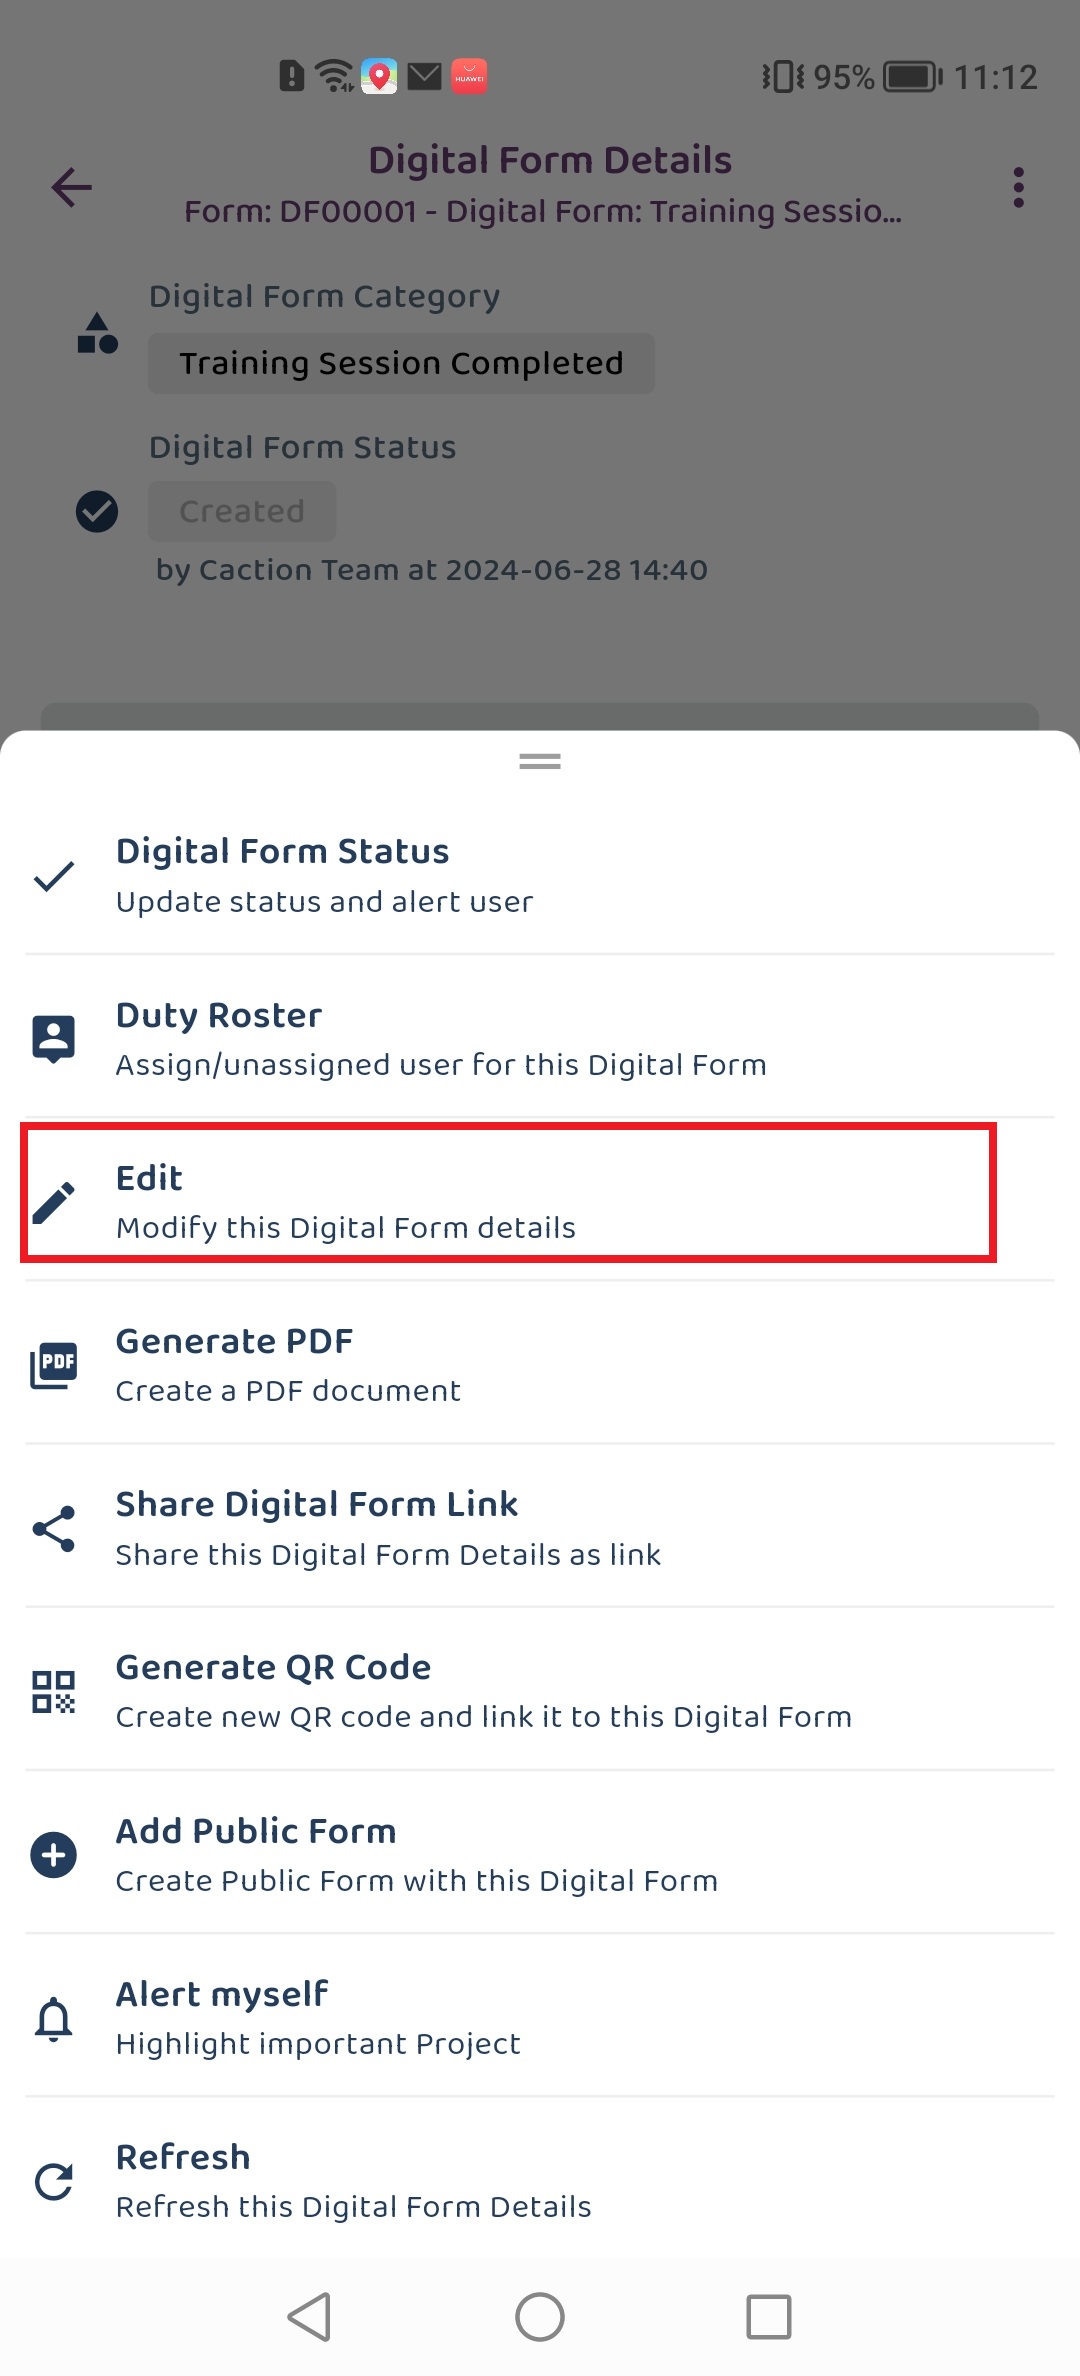 95% 11:12
HUAWEI
Digital Form Details
Form: DF00001 - Digital Form: Training Sessio...
Digital Form Category
Training Session Completed
Digital Form Status
Created
by Caction Team at 2024-06-28 14:40
Digital Form Status
Update status and alert user
Duty Roster
Assign/unassigned user for this Digital Form
Edit
Modify this Digital Form details
PDF
Generate PDF
Create a PDF document
Share Digital Form Link
Share this Digital Form Details as link
Generate QR Code
Create new QR code and link it to this Digital Form
Add Public Form
Create Public Form with this Digital Form
Alert myself
Highlight important Project
Refresh
Refresh this Digital Form Details